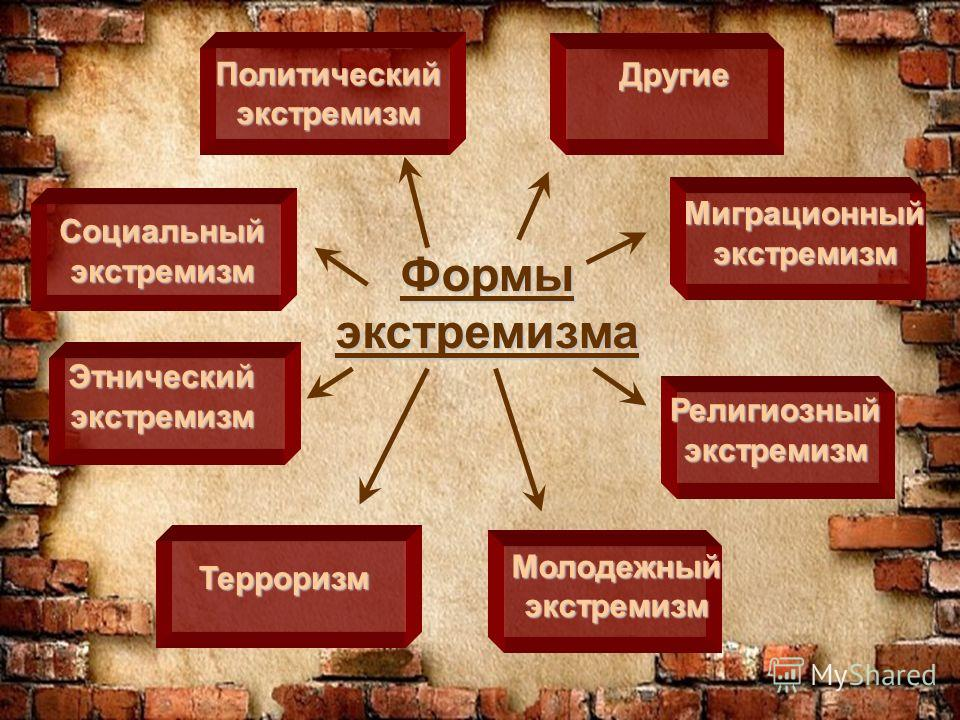 Политический
экстремизм
Другие
Социальный
экстремизм
Миграционный
экстремизм
Формы
экстремизма
Этнический
экстремизм
Религиозный
экстремизм
Терроризм
Молодежный
экстремизм
MyShared